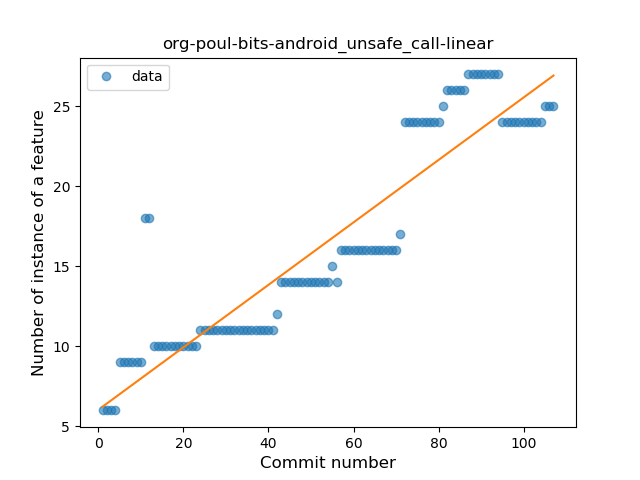 org-poul-bits-android_unsafe_call-linear
data
Number of instance of a feature
25
20
15
10
5
0
20
40
60
80
100
Commit number